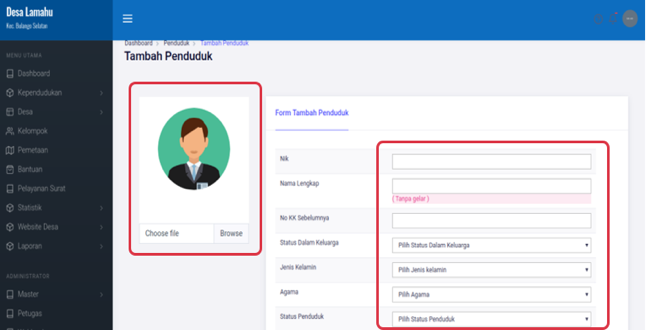 Desa Lamahu
Kec. Bulango Selatan
MENU UTAMA
Dashboard
Kependudukan
Desa
Kelompok
Pemetaan
Bantuan
Pelayanan Surat
Statistik
Website Desa
Laporan
ADMINISTRATOR
Master
Petugas
Dashboard : Penduduk : Tambah Penduduk
Tambah Penduduk
Choose file Browse
Form Tambah Penduduk
Nik
Nama Lengkap
( Tanpa gelar )
No KK Sebelumnya
Status Dalam Keluarga Pilih Status Dalam Keluarga
Jenis Kelamin Pilih Jenis kelamin
Agama Pilih Agama
Status Penduduk Pilih Status Penduduk